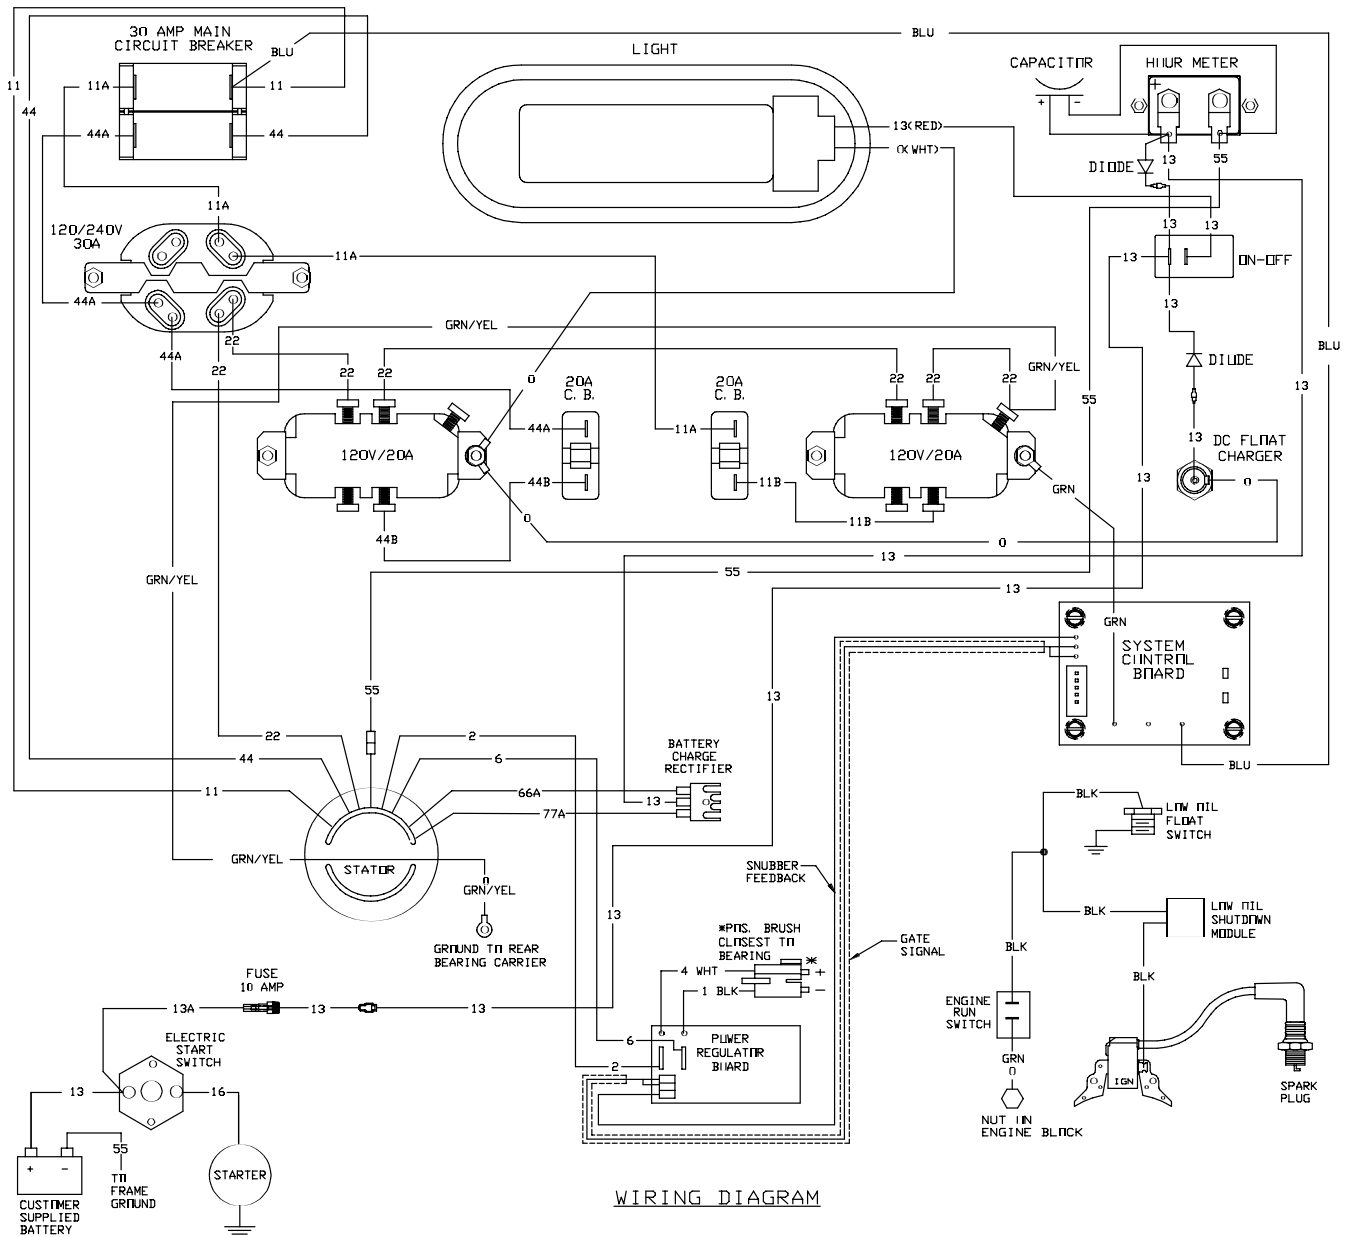 30 AMP MAIN
CIRCUIT BREAKER
BLU
BLU
LIGHT
CAPACITOR
HOUR METER
11
44
11A
11
44A
44
13(RED)
0(WHT)
+
-
+
13
55
DIODE
11A
120/240V
30A
11A
44A
13
13
13
ON-OFF
13
GRN/YEL
22
44A
22
22
22
0
20A
C. B.
20A
C. B.
22
22
22
GRN/YEL
55
DIODE
13
BLU
44A
11A
120V/20A
120V/20A
44B
11B
GRN
13
DC FLOAT
CHARGER
0
13
0
11B
44B
0
13
55
13
GRN/YEL
GRN
SYSTEM
CONTROL
BOARD
55
13
22
2
44
6
BATTERY
CHARGE
RECTIFIER
BLU
11
66A
13
77A
BLK
LOW OIL
FLOAT
SWITCH
GRN/YEL
STATOR
0
GRN/YEL
SNUBBER
FEEDBACK
GROUND TO REAR
BEARING CARRIER
13
*POS. BRUSH
CLOSEST TO
BEARING
*
+
-
4 WHT
1 BLK
GATE
SIGNAL
BLK
LOW OIL
SHUTDOWN
MODULE
BLK
BLK
FUSE
10 AMP
13A
13
13
ENGINE
RUN
SWITCH
ELECTRIC
START
SWITCH
6
POWER
REGULATOR
BOARD
2
GRN
0
13
16
IGN
SPARK
PLUG
NUT ON
ENGINE BLOCK
55
+
-
TO
FRAME
GROUND
STARTER
CUSTOMER
SUPPLIED
BATTERY
WIRING DIAGRAM